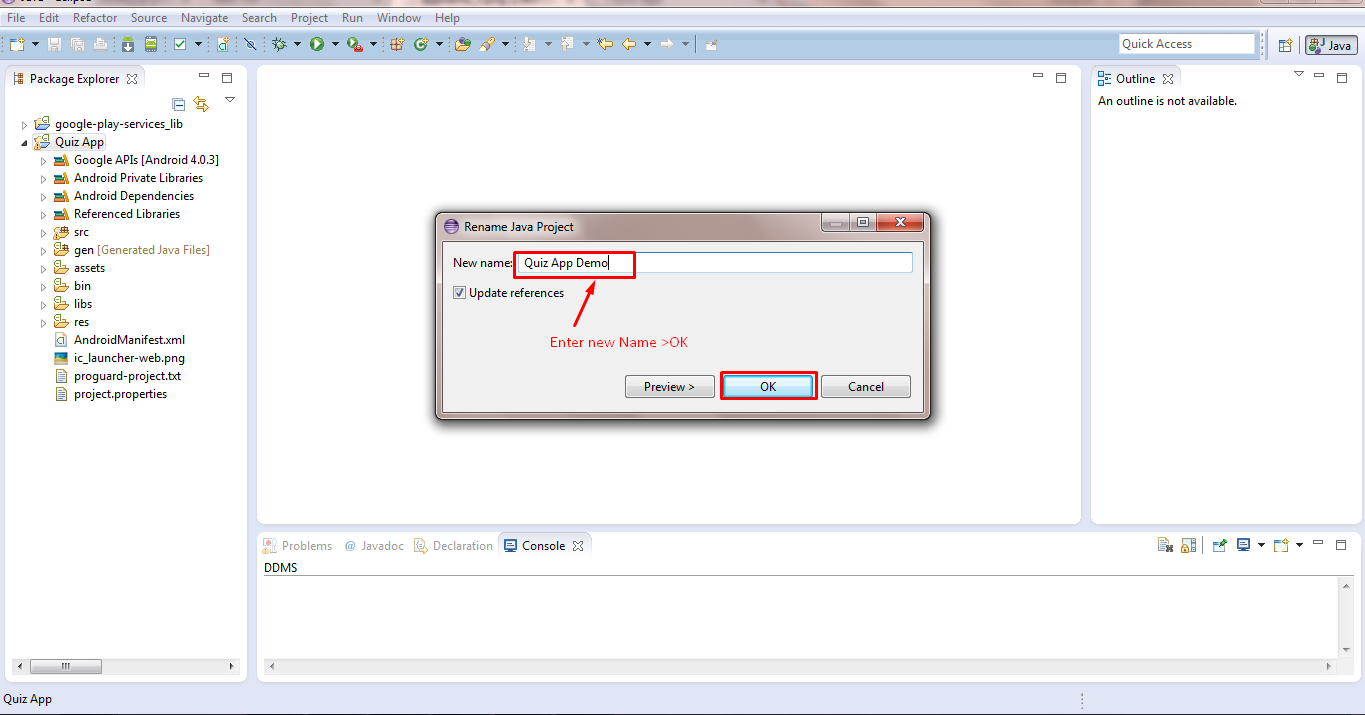 File Edit Refactor Source Navigate Search Project Run Window Help
Quick Access
Java
Package Explorer
google-play-services_lib
Quiz App
Google APIs [Android 4.0.3]
Android Private Libraries
Android Dependencies
Referenced Libraries
src
gen [Generated Java Files]
assets
bin
libs
res
AndroidManifest.xml
ic_launcher-web.png
proguard-project.txt
project.properties
Rename Java Project
New name: Quiz App Demo
Update references
Enter new Name >OK
Preview > OK Cancel
Outline
An outline is not available.
Problems @ Javadoc Declaration Console
DDMS
Quiz App